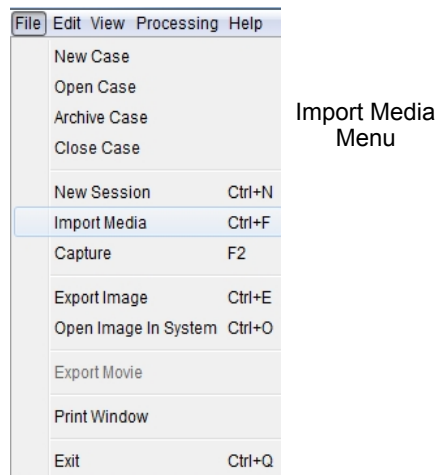 File Edit View Processing Help
New Case
Open Case
Archive Case
Close Case
New Session Ctrl+N
Import Media Ctrl+F
Capture F2
Export Image Ctrl+E
Open Image In System Ctrl+O
Export Movie
Print Window
Exit Ctrl+Q
Import Media
Menu